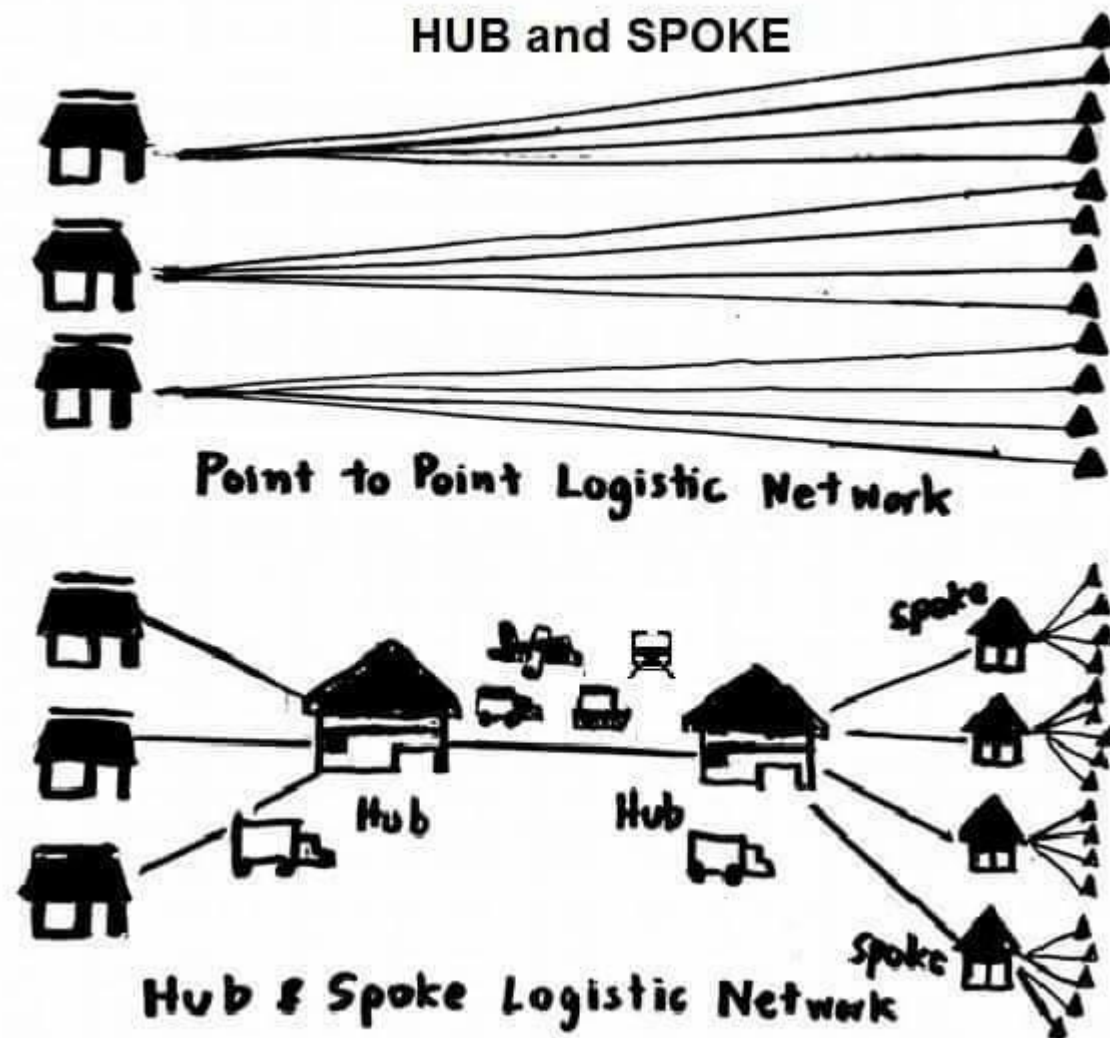 HUB and SPOKE
Point to Point Logistic Network
spoke
Hub
Hub
spoke
Hub & Spoke Logistic Network